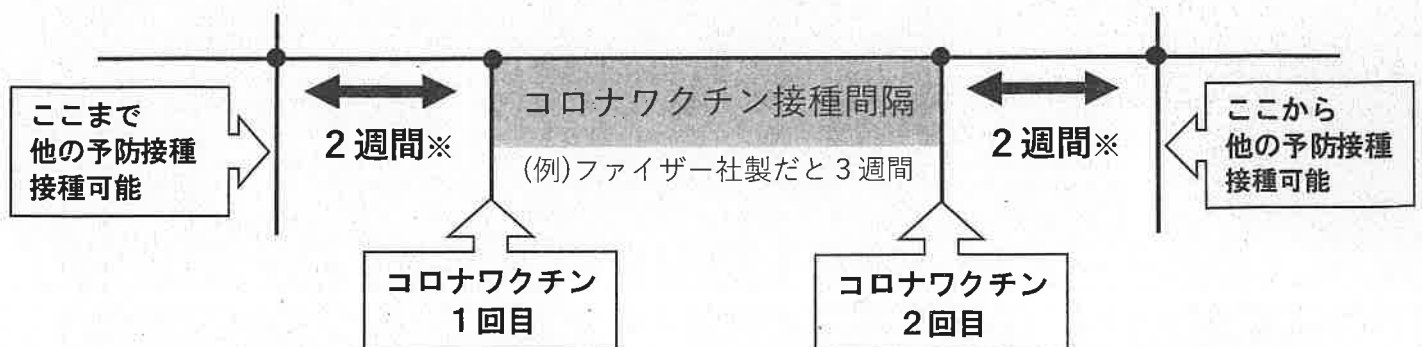 ここまで
他の予防接種
接種可能
2週間※
コロナワクチン接種間隔
(例)ファイザー社製だと3週間
2週間※
ここから
他の予防接種
接種可能
コロナワクチン
1回目
コロナワクチン
2回目